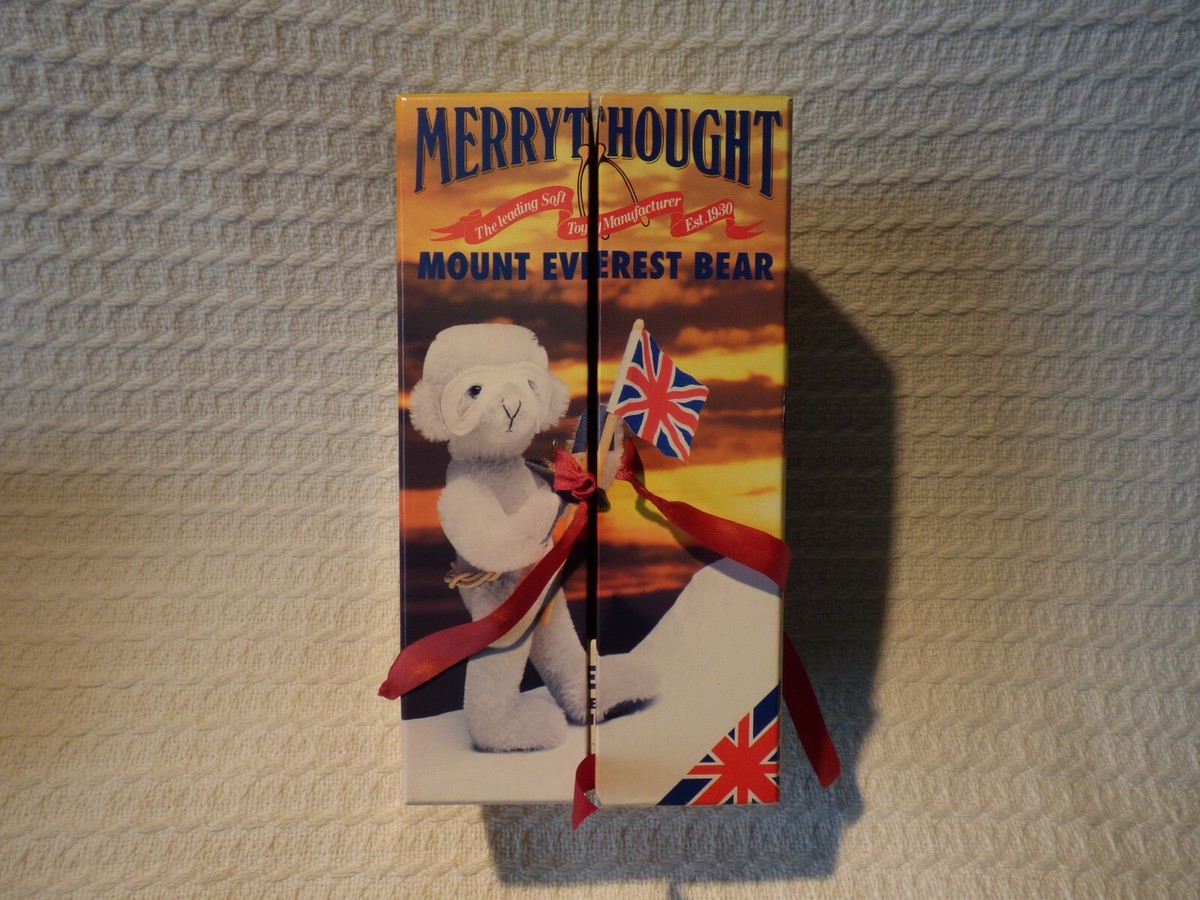 MERRYTHOUGHT
The leading Soft Toy Manufacturer Est.1930
MOUNT EVEREST BEAR